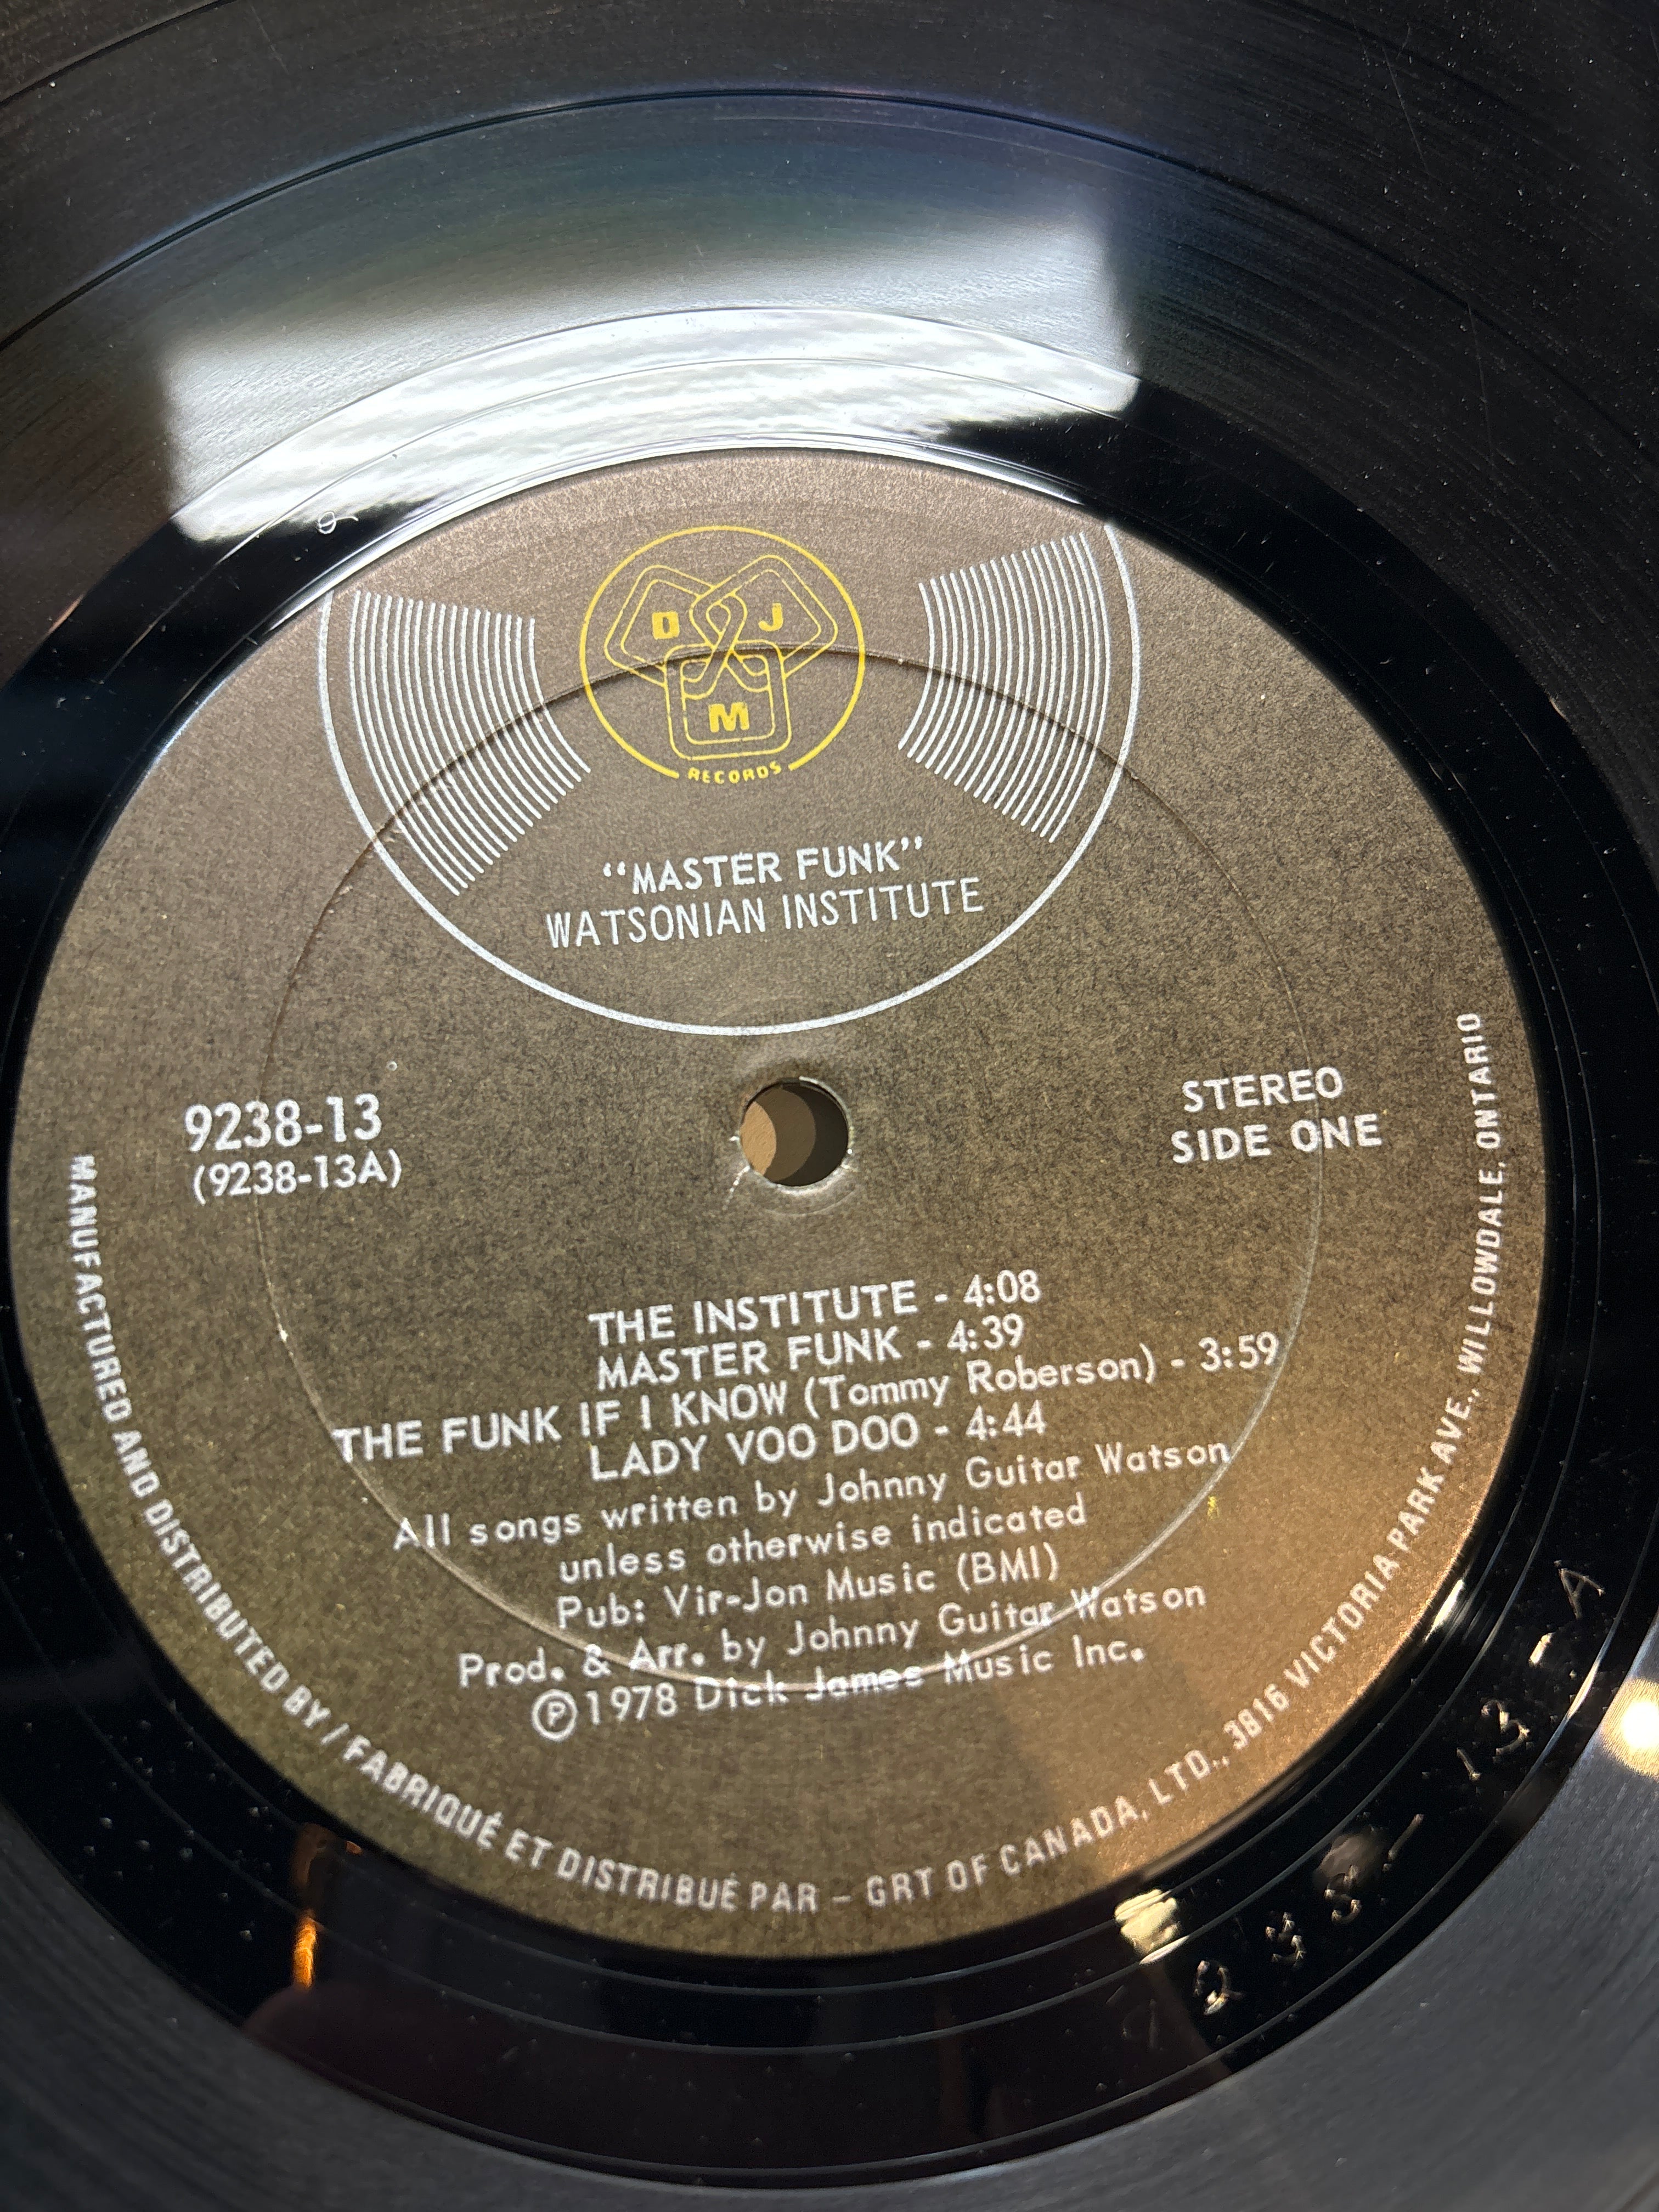 D J
M
RECORDS
“MASTER FUNK”
WATSONIAN INSTITUTE
9238-13
(9238-13A)
STEREO
SIDE ONE
THE INSTITUTE - 4:08
MASTER FUNK - 4:39
THE FUNK IF I KNOW (Tommy Roberson) - 3:59
LADY VOO DOO - 4:44
All songs written by Johnny Guitar Watson
unless otherwise indicated
Pub: Vir-Jon Music (BMI)
Prod. & Arr. by Johnny Guitar Watson
Ⓟ1978 Dick James Music Inc.
MANUFACTURED AND DISTRIBUTED BY / FABRIQUÉ ET DISTRIBUÉ PAR – GRT OF CANADA, LTD., 3816 VICTORIA PARK AVE., WILLOWDALE, ONTARIO
9238-13-A